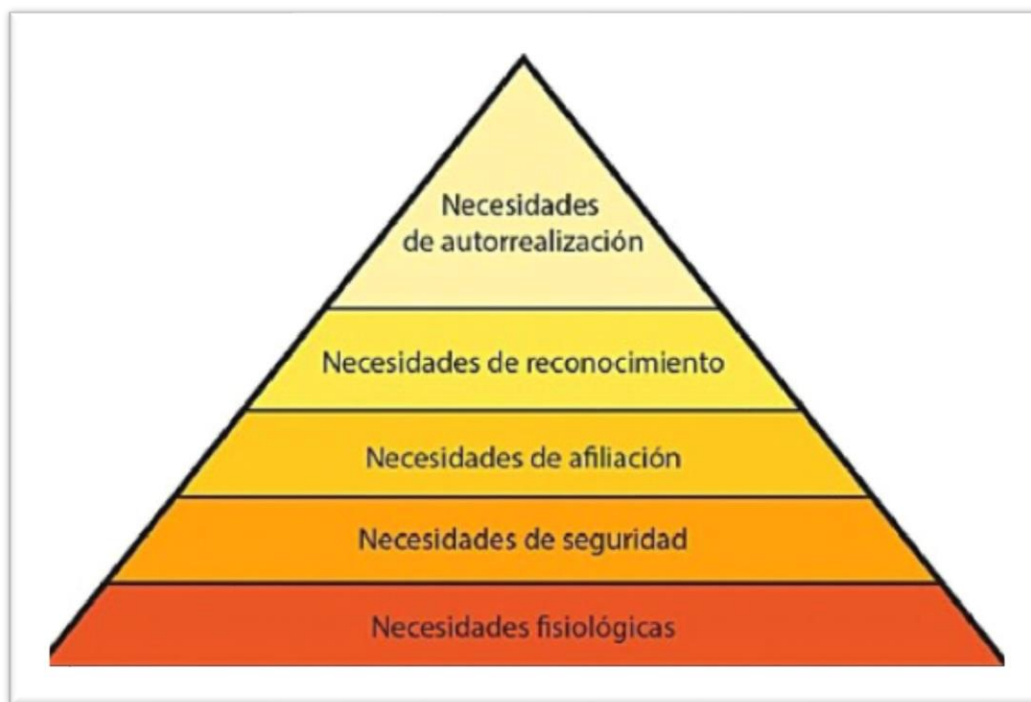 Necesidades
de autorrealización
Necesidades de reconocimiento
Necesidades de afiliación
Necesidades de seguridad
Necesidades fisiológicas